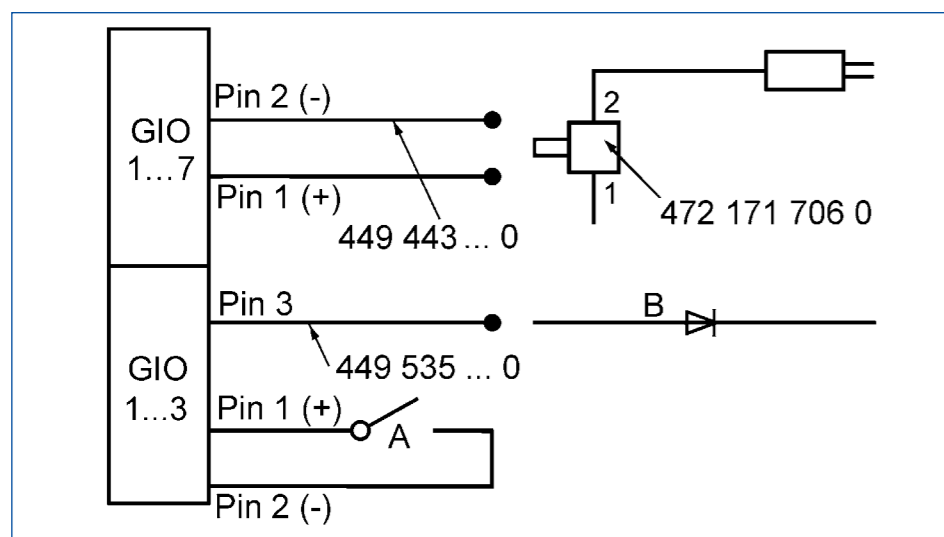 Pin 2 (-)
2
GIO
1...7
Pin 1 (+)
1
472 171 706 0
449 443 ... 0
Pin 3
B
GIO
1...3
449 535 ... 0
Pin 1 (+)
A
Pin 2 (-)